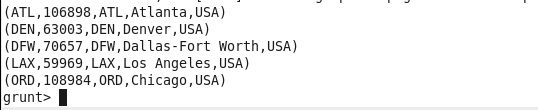 (ATL,106898,ATL,Atlanta,USA)
(DEN,63003,DEN,Denver,USA)
(DFW,70657,DFW,Dallas-Fort Worth,USA)
(LAX,59969,LAX,Los Angeles,USA)
(ORD,108984,ORD,Chicago,USA)
grunt>